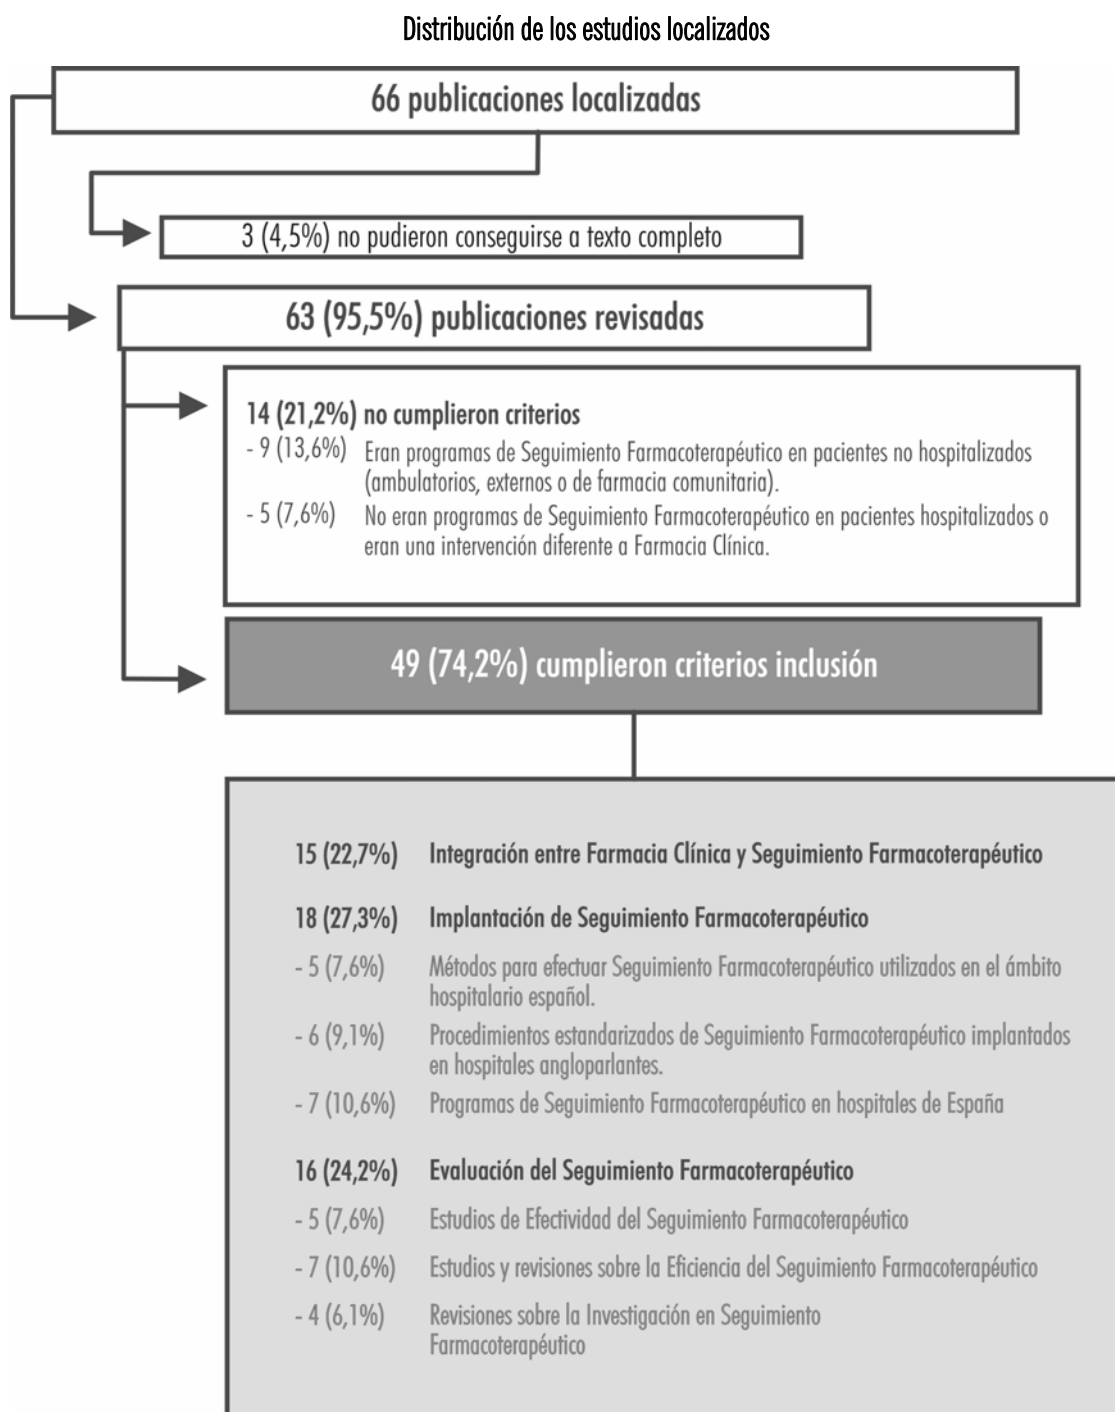 Distribución de los estudios localizados
66 publicaciones localizadas
3 (4,5%) no pudieron conseguirse a texto completo
63 (95,5%) publicaciones revisadas
14 (21,2%) no cumplieron criterios
- 9 (13,6%) Eran programas de Seguimiento Farmacoterapéutico en pacientes no hospitalizados
(ambulatorios, externos o de farmacia comunitaria).
- 5 (7,6%) No eran programas de Seguimiento Farmacoterapéutico en pacientes hospitalizados o
eran una intervención diferente a Farmacia Clínica.
49 (74,2%) cumplieron criterios inclusión
15 (22,7%) Integración entre Farmacia Clínica y Seguimiento Farmacoterapéutico
18 (27,3%) Implantación de Seguimiento Farmacoterapéutico
- 5 (7,6%) Métodos para efectuar Seguimiento Farmacoterapéutico utilizados en el ámbito
hospitalario español.
- 6 (9,1%) Procedimientos estandarizados de Seguimiento Farmacoterapéutico implantados
en hospitales angloparlantes.
- 7 (10,6%) Programas de Seguimiento Farmacoterapéutico en hospitales de España
16 (24,2%) Evaluación del Seguimiento Farmacoterapéutico
- 5 (7,6%) Estudios de Efectividad del Seguimiento Farmacoterapéutico
- 7 (10,6%) Estudios y revisiones sobre la Eficiencia del Seguimiento Farmacoterapéutico
- 4 (6,1%) Revisiones sobre la Investigación en Seguimiento
Farmacoterapéutico